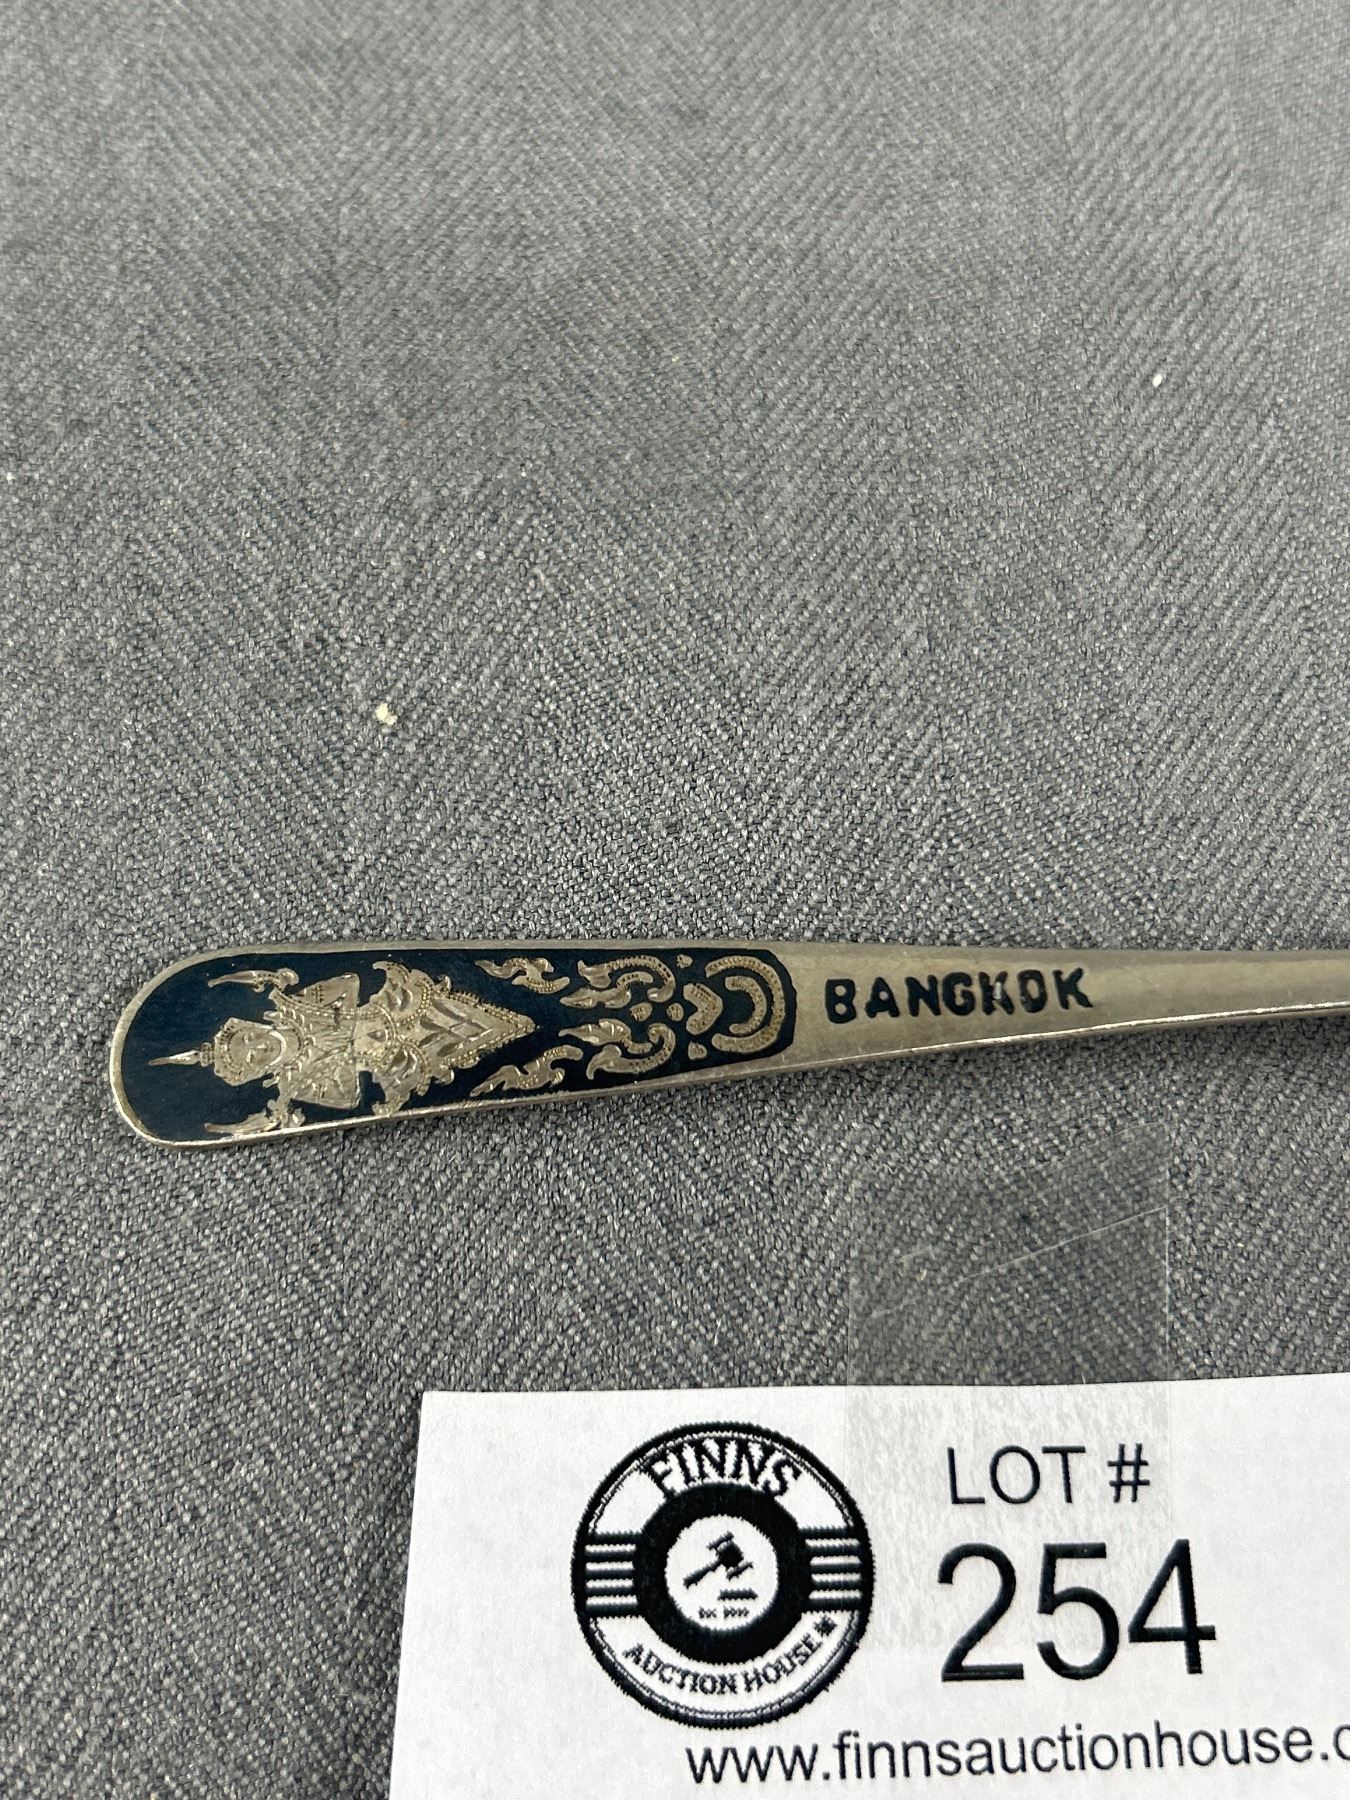 BANGKOK
FINNS
AUCTION HOUSE
LOT #
254
www.finnsauctionhouse.c